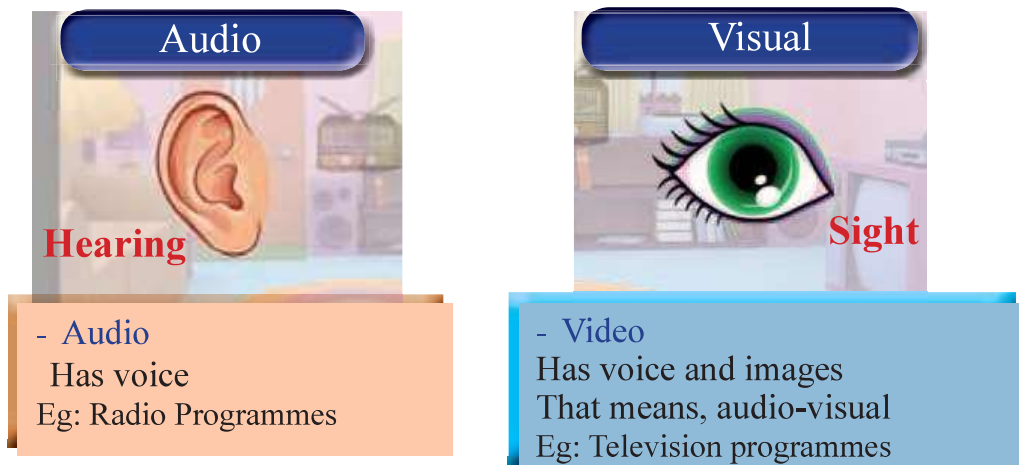 Audio
Hearing
- Audio
Has voice
Eg: Radio Programmes
Visual
Sight
- Video
Has voice and images
That means, audio-visual
Eg: Television programmes